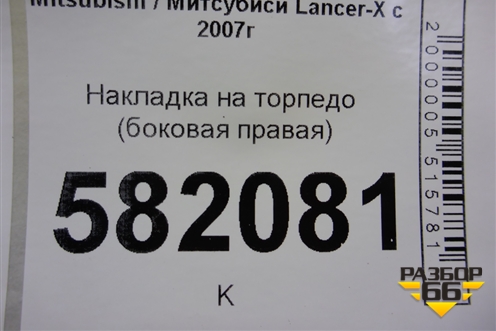 Mitsubishi / Митсубиси Lancer-X с
2007г
Накладка на торпедо
(боковая правая)
582081
К
2000005515781
РАЗБОР
66